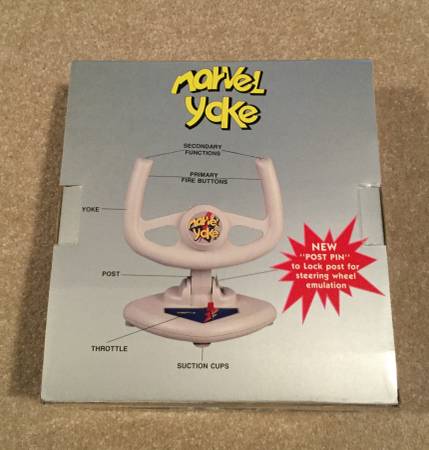 Marvel
Yoke
SECONDARY
FUNCTIONS
PRIMARY
FIRE BUTTONS
YOKE
Marvel
Yoke
NEW
"POST PIN"
to Lock post for
steering wheel
emulation
POST
THROTTLE
SUCTION CUPS